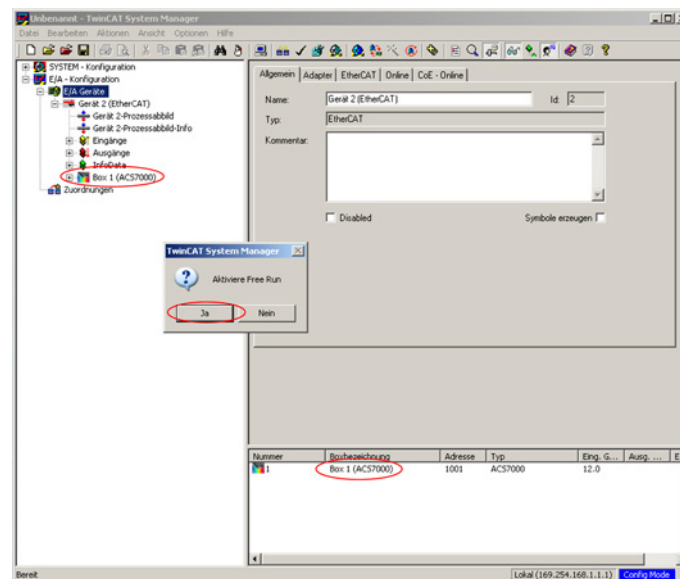 Unbenannt - TwinCAT System Manager
Datei Bearbeiten Aktionen Ansicht Optionen Hilfe
SYSTEM - Konfiguration
E/A - Konfiguration
E/A Geräte
Gerät 2 (EtherCAT)
Gerät 2-Prozessabbild
Gerät 2-Prozessabbild-Info
Eingänge
Ausgänge
InfoData
Box 1 (ACS7000)
Zuordnungen
Allgemein Adapter EtherCAT Online CoE - Online
Name: Gerät 2 (EtherCAT) Id: 2
Typ: EtherCAT
Kommentar:
Disabled Symbole erzeugen
TwinCAT System Manager
Aktiviere Free Run
Ja Nein
Nummer Boxbezeichnung Adresse Typ Eing. G... Ausg. ... E
1 Box 1 (ACS7000) 1001 ACS7000 12.0
Bereit Lokal (169.254.168.1.1.1) Config Mode